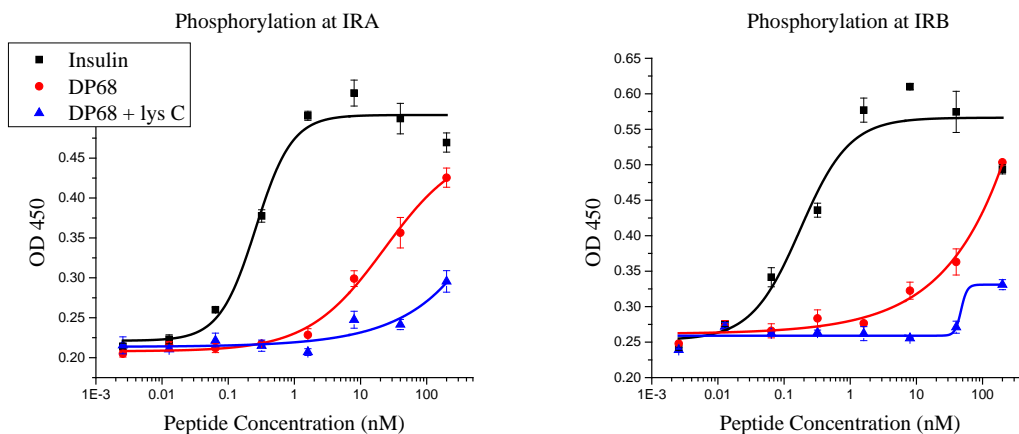 Phosphorylation at IRA
Insulin
DP68
DP68 + lys C
OD 450
0.45
0.40
0.35
0.30
0.25
0.20
1E-3 0.01 0.1 1 10 100
Peptide Concentration (nM)
Phosphorylation at IRB
OD 450
0.65
0.60
0.55
0.50
0.45
0.40
0.35
0.30
0.25
0.20
1E-3 0.01 0.1 1 10 100
Peptide Concentration (nM)